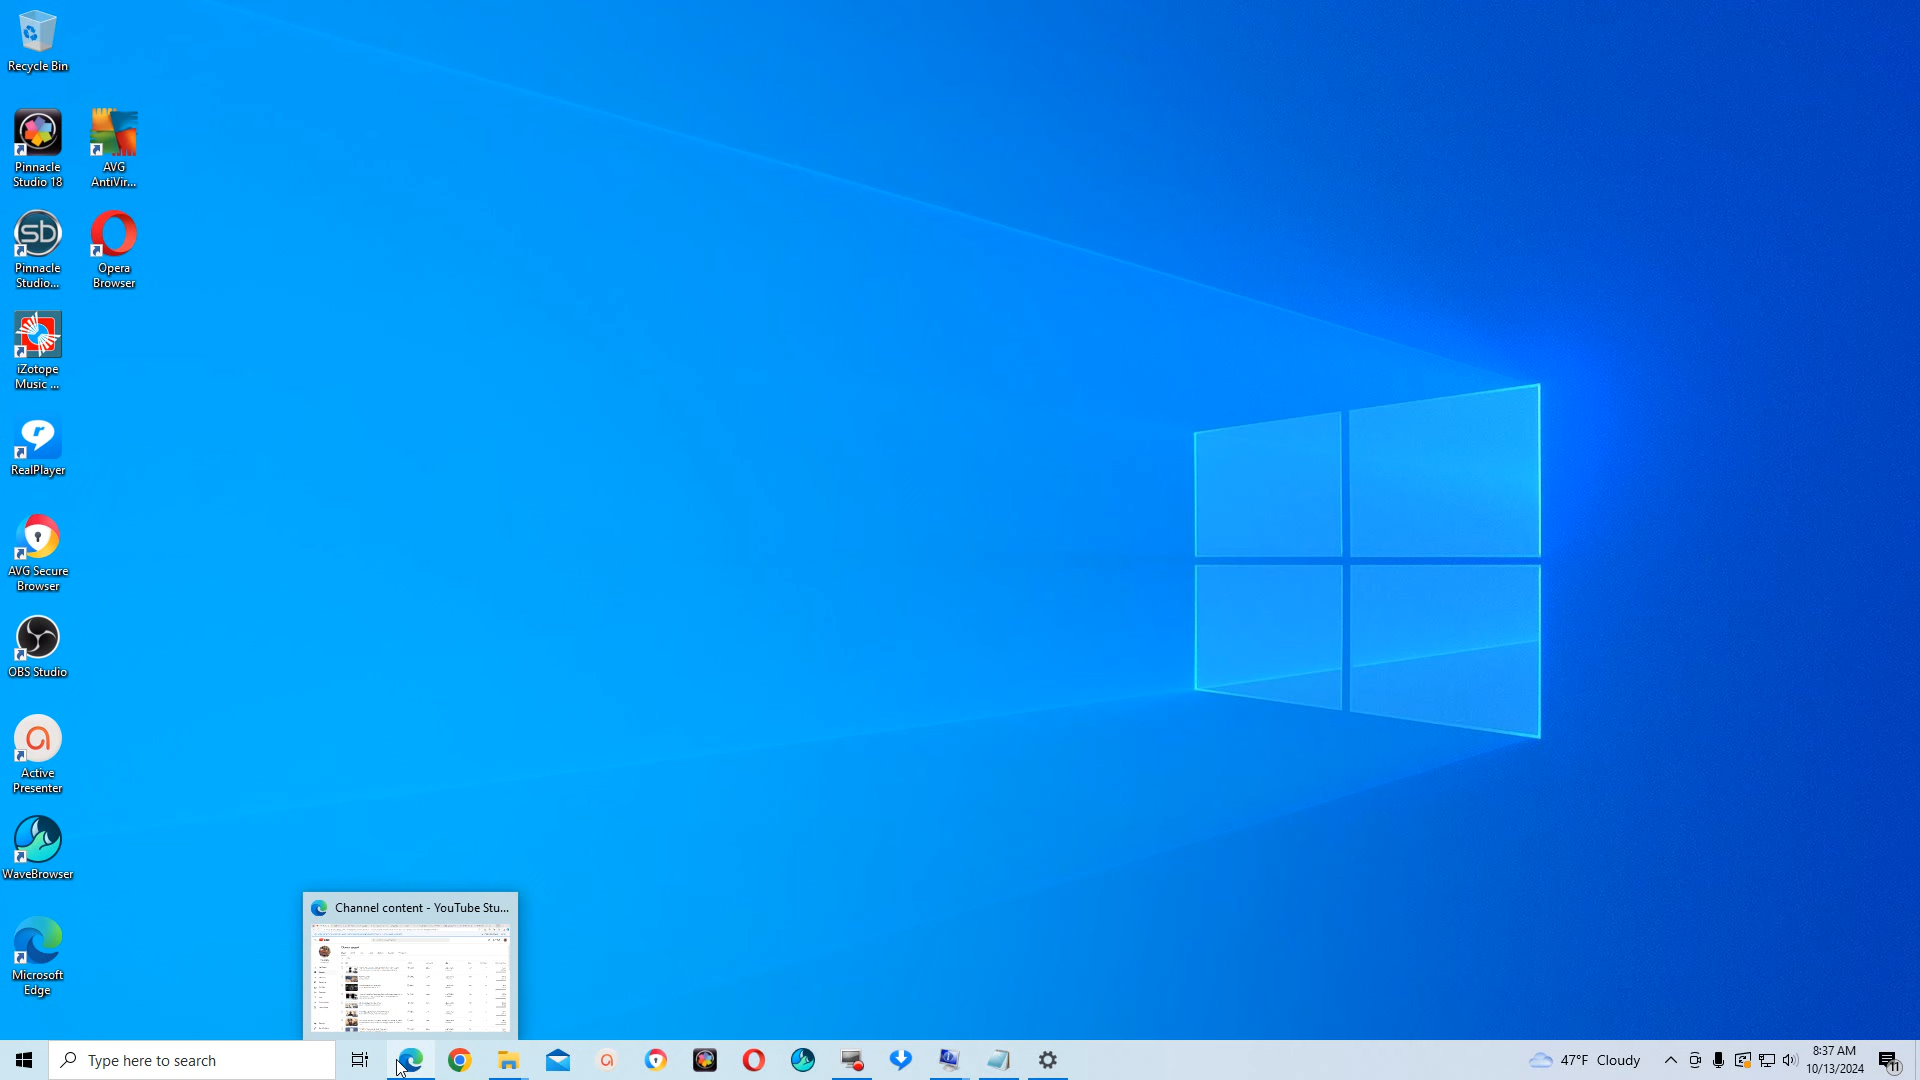 Recycle Bin
Pinnacle
Studio 18
AVG
AntiVir...
sb
Pinnacle
Studio...
Opera
Browser
iZotope
Music ...
r
RealPlayer
AVG Secure
Browser
OBS Studio
Active
Presenter
WaveBrowser
Microsoft
Edge
Channel content - YouTube Stu...
Type here to search
47°F Cloudy
8:37 AM
10/13/2024
11